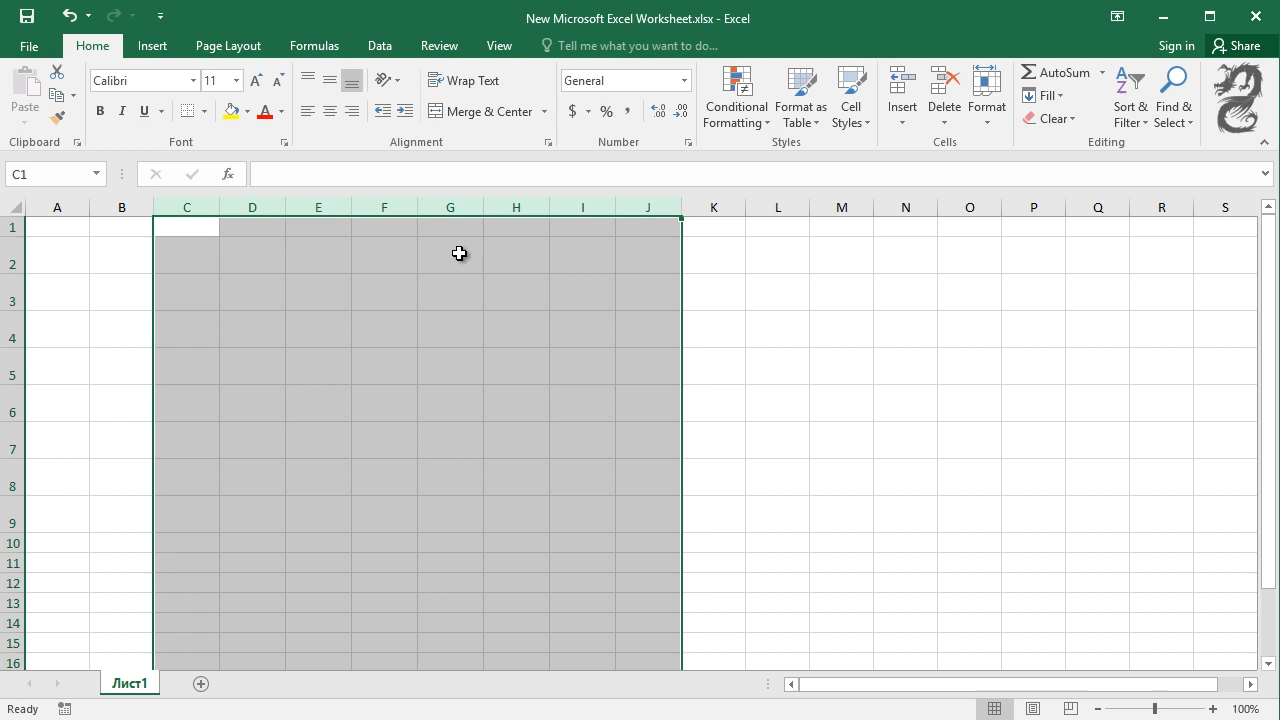 New Microsoft Excel Worksheet.xlsx - Excel
File Home Insert Page Layout Formulas Data Review View Tell me what you want to do... Sign in Share
Paste
Calibri 11
B I U A
Wrap Text
Merge & Center
General
$ % ,
Conditional Formatting
Format as Table
Cell Styles
Insert
Delete
Format
AutoSum
Fill
Clear
Sort & Filter
Find & Select
Clipboard Font Alignment Number Styles Cells Editing
C1 fx
A B C D E F G H I J K L M N O P Q R S
1
2
3
4
5
6
7
8
9
10
11
12
13
14
15
16
Лист1
Ready 100%